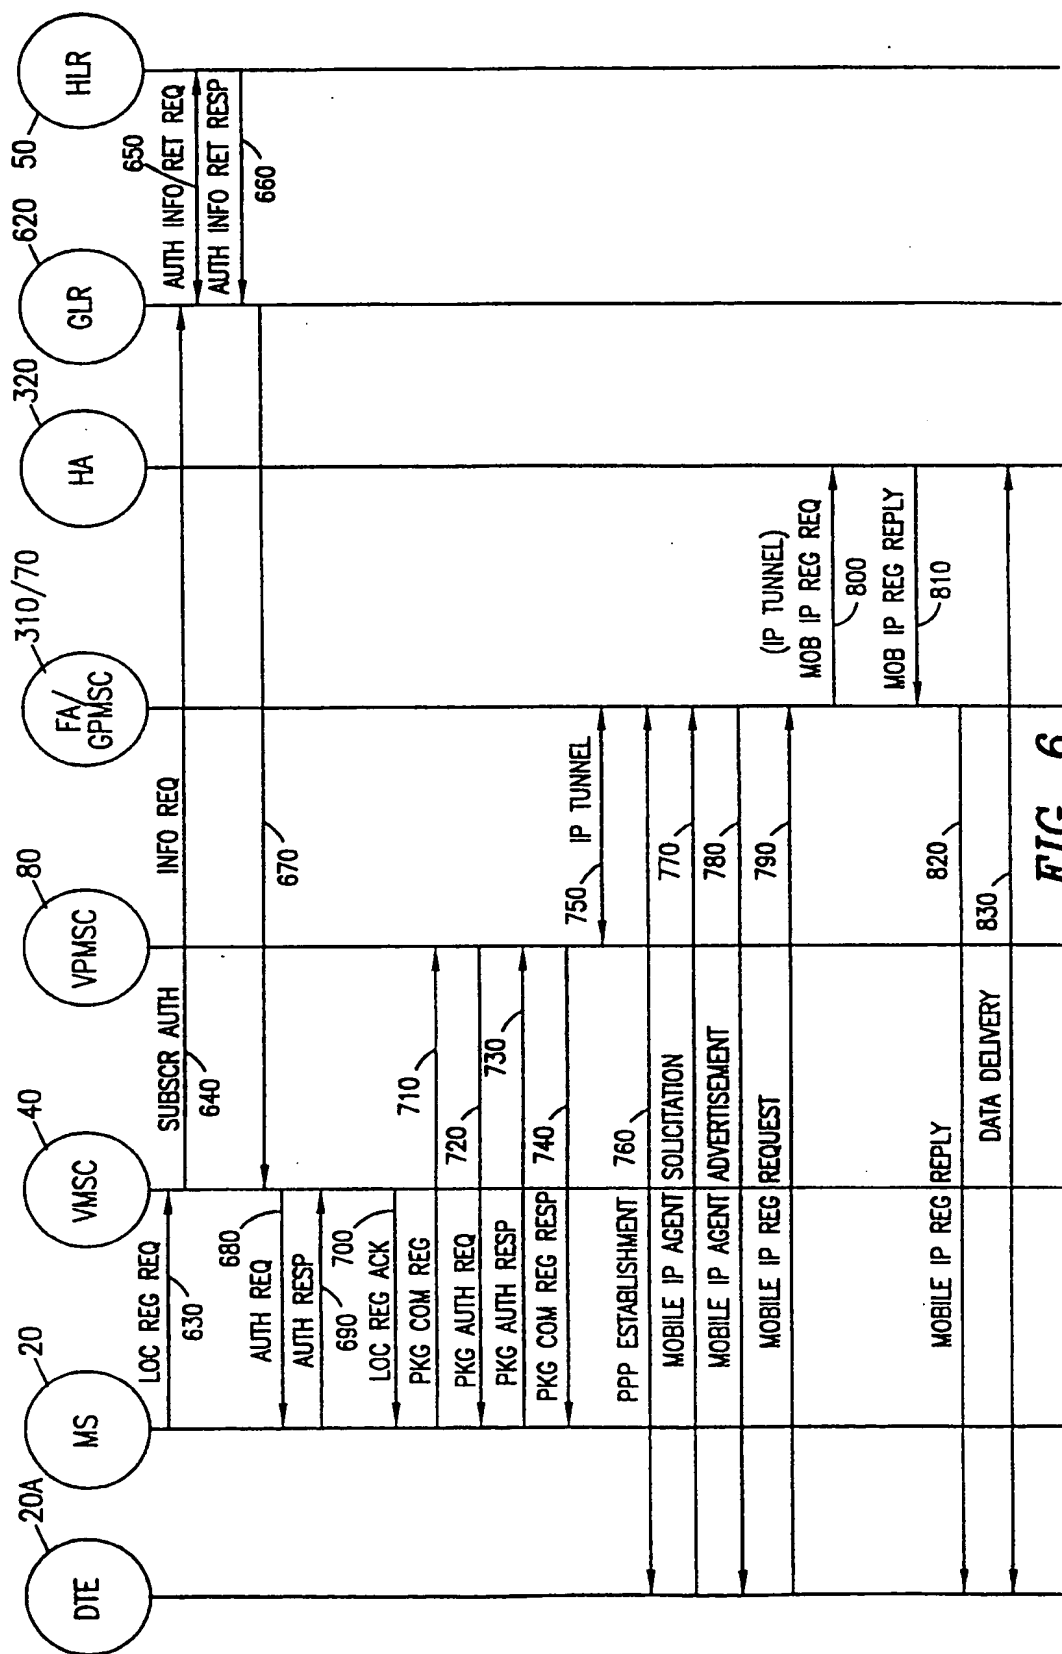 DTE
20A
MS
20
VMSC
40
VPMSC
80
FA/
GPMSC
310/70
HA
320
GLR
620
HLR
50
LOC REG REQ
630
SUBSCR AUTH
INFO REQ
640
AUTH INFO RET REQ
650
AUTH INFO RET RESP
660
670
680
AUTH REQ
AUTH RESP
690
700
LOC REG ACK
PKG COM REG
710
PKG AUTH REQ
720
PKG AUTH RESP
730
PKG COM REG RESP
740
750
IP TUNNEL
PPP ESTABLISHMENT
760
MOBILE IP AGENT SOLICITATION
770
MOBILE IP AGENT ADVERTISEMENT
780
MOBILE IP REG REQUEST
790
(IP TUNNEL)
MOB IP REG REQ
800
MOB IP REG REPLY
810
MOBILE IP REG REPLY
820
DATA DELIVERY
830
FIG. 6